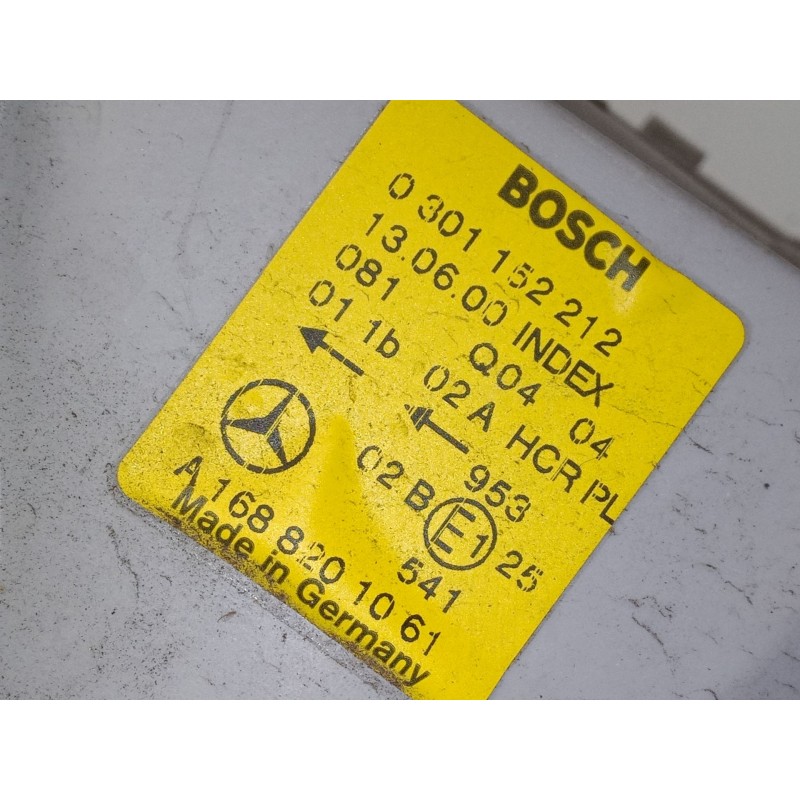 BOSCH
0 301 152 212
13.06.00 INDEX
081 Q04 04
01 1b 02 A HCR PL
953
02 B E1 25
541
A 168 820 10 61
Made in Germany